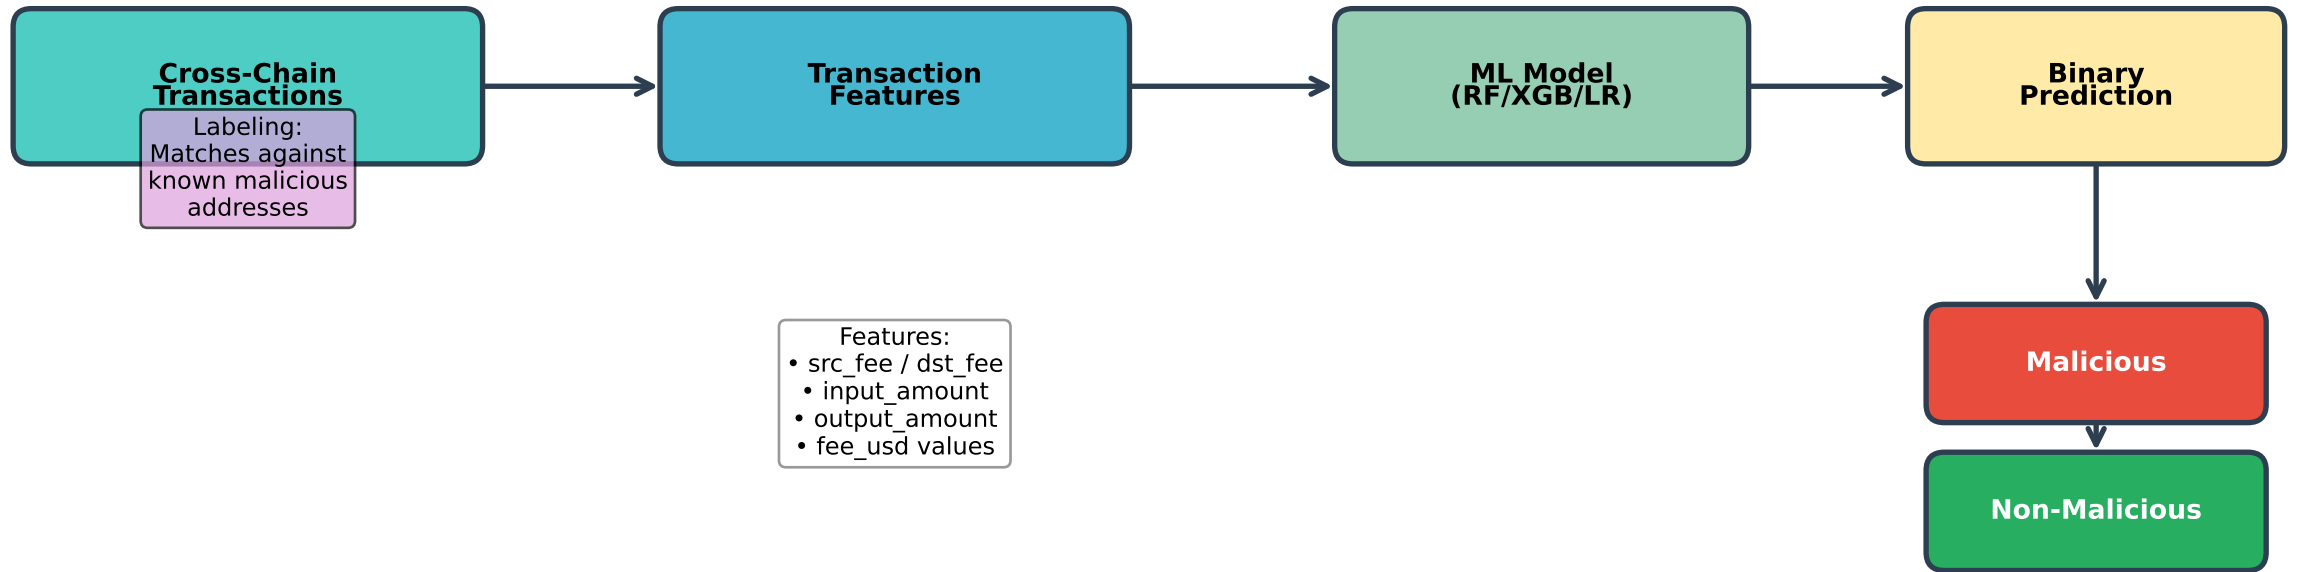 Cross-Chain
Transactions
Labeling:
Matches against
known malicious
addresses
Transaction
Features
Features:
• src_fee / dst_fee
• input_amount
• output_amount
• fee_usd values
ML Model
(RF/XGB/LR)
Binary
Prediction
Malicious
Non-Malicious